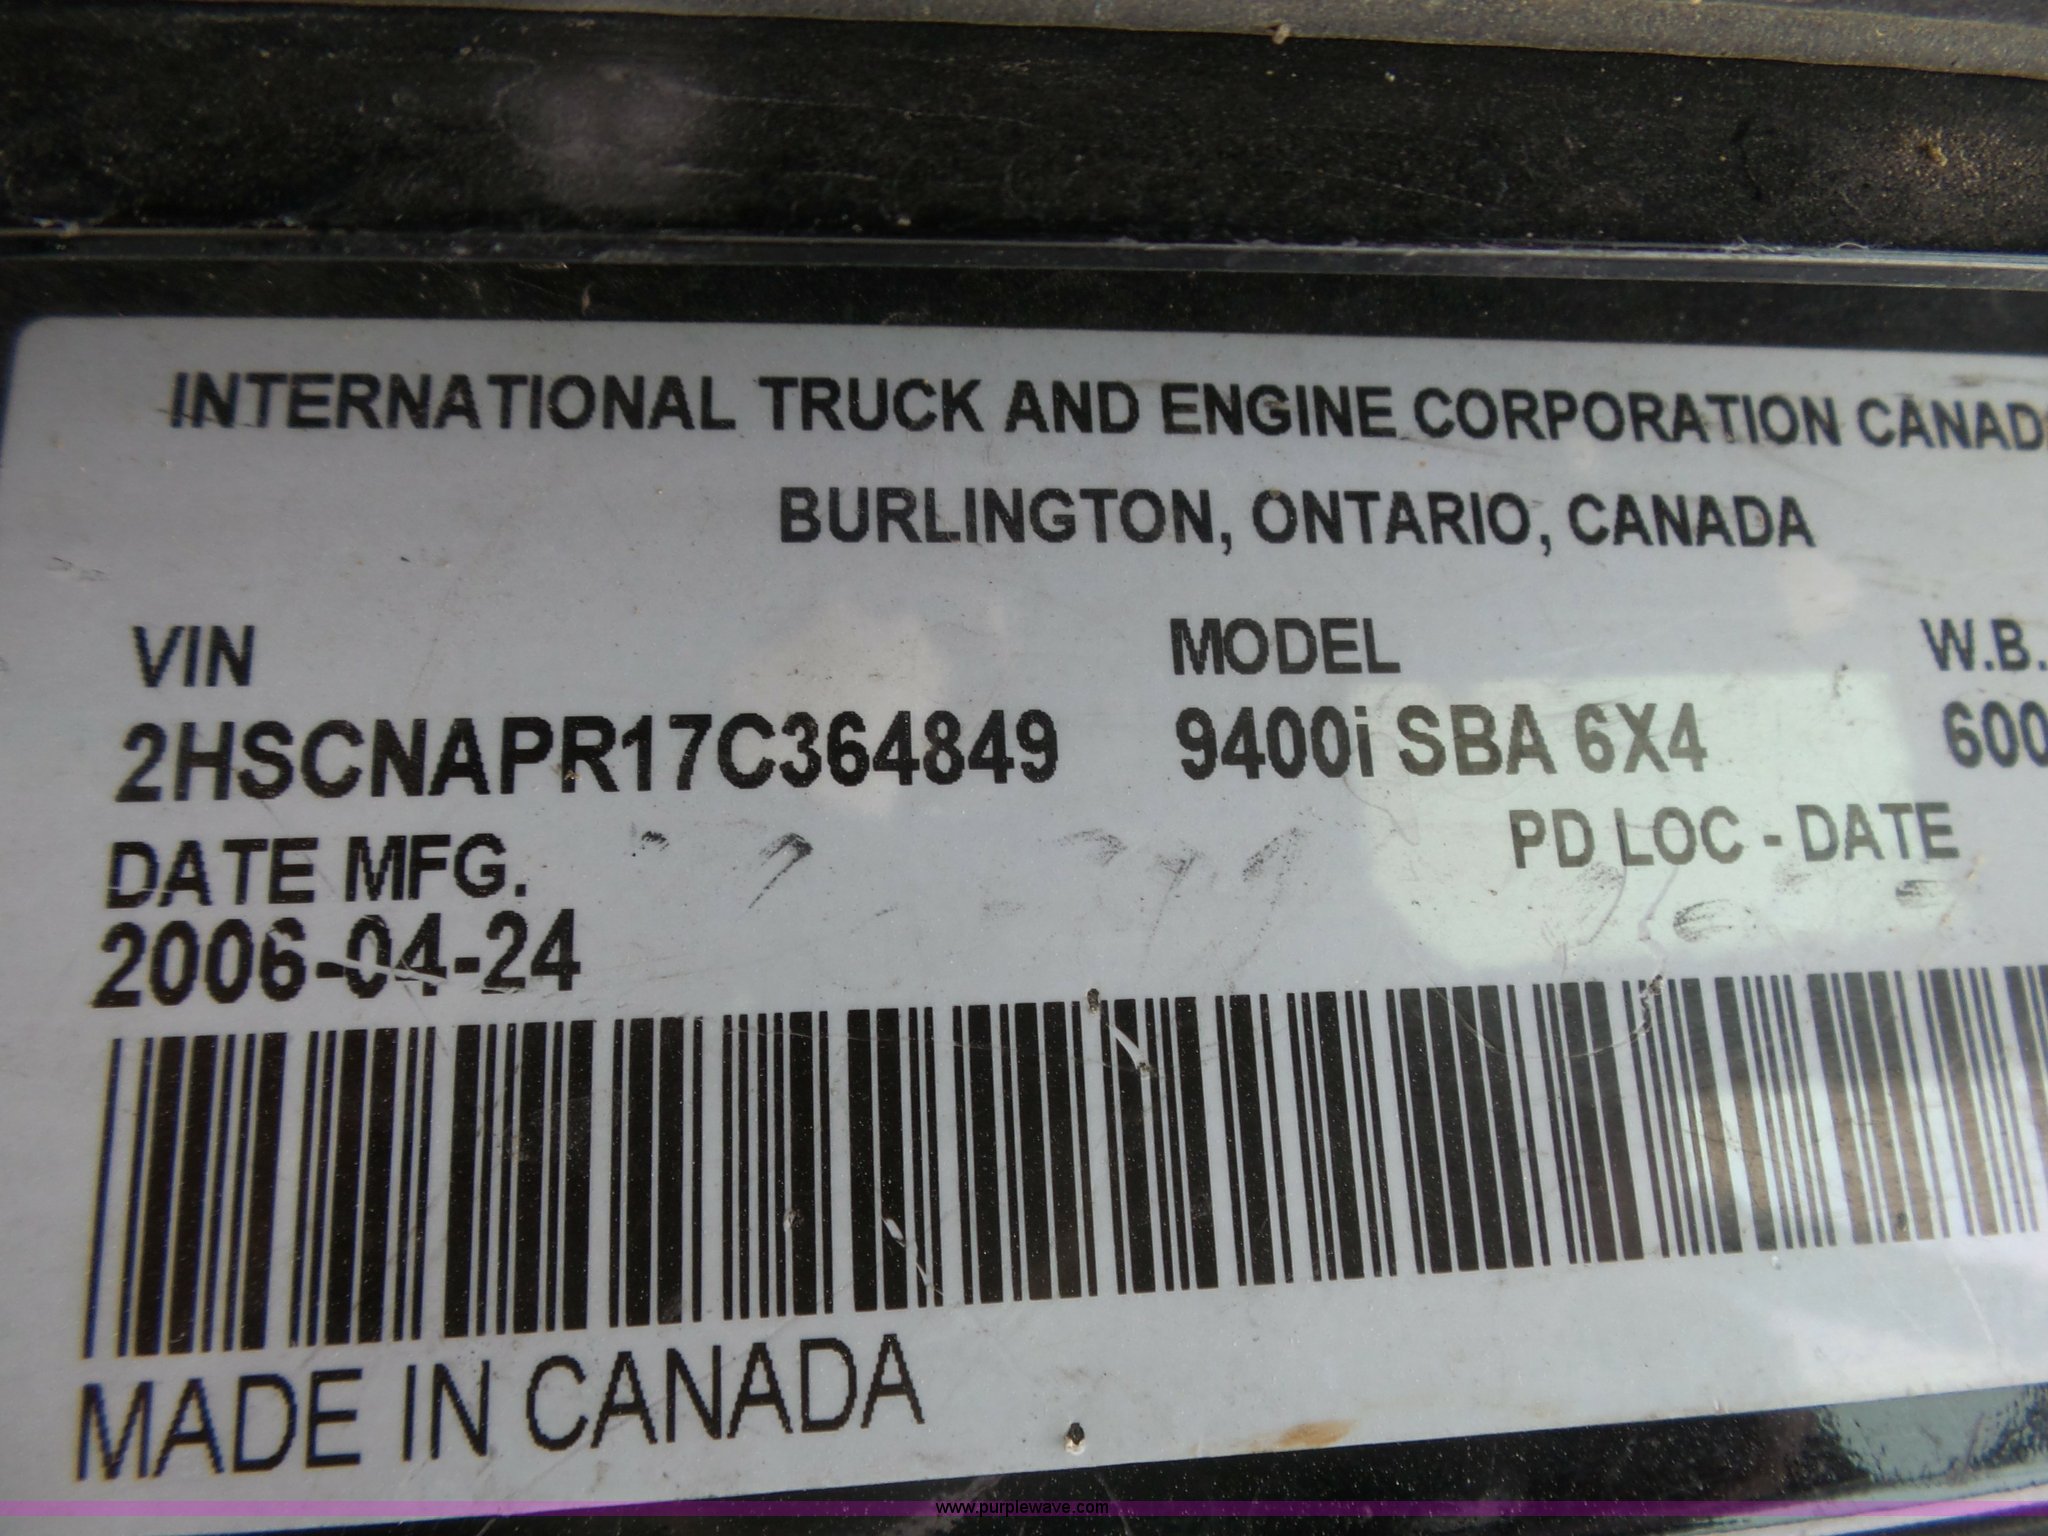 INTERNATIONAL TRUCK AND ENGINE CORPORATION CANAD
BURLINGTON, ONTARIO, CANADA
VIN MODEL W.B.
2HSCNAPR17C364849 9400i SBA 6X4 600
DATE MFG. PD LOC - DATE
2006-04-24
MADE IN CANADA
www.purplewave.com